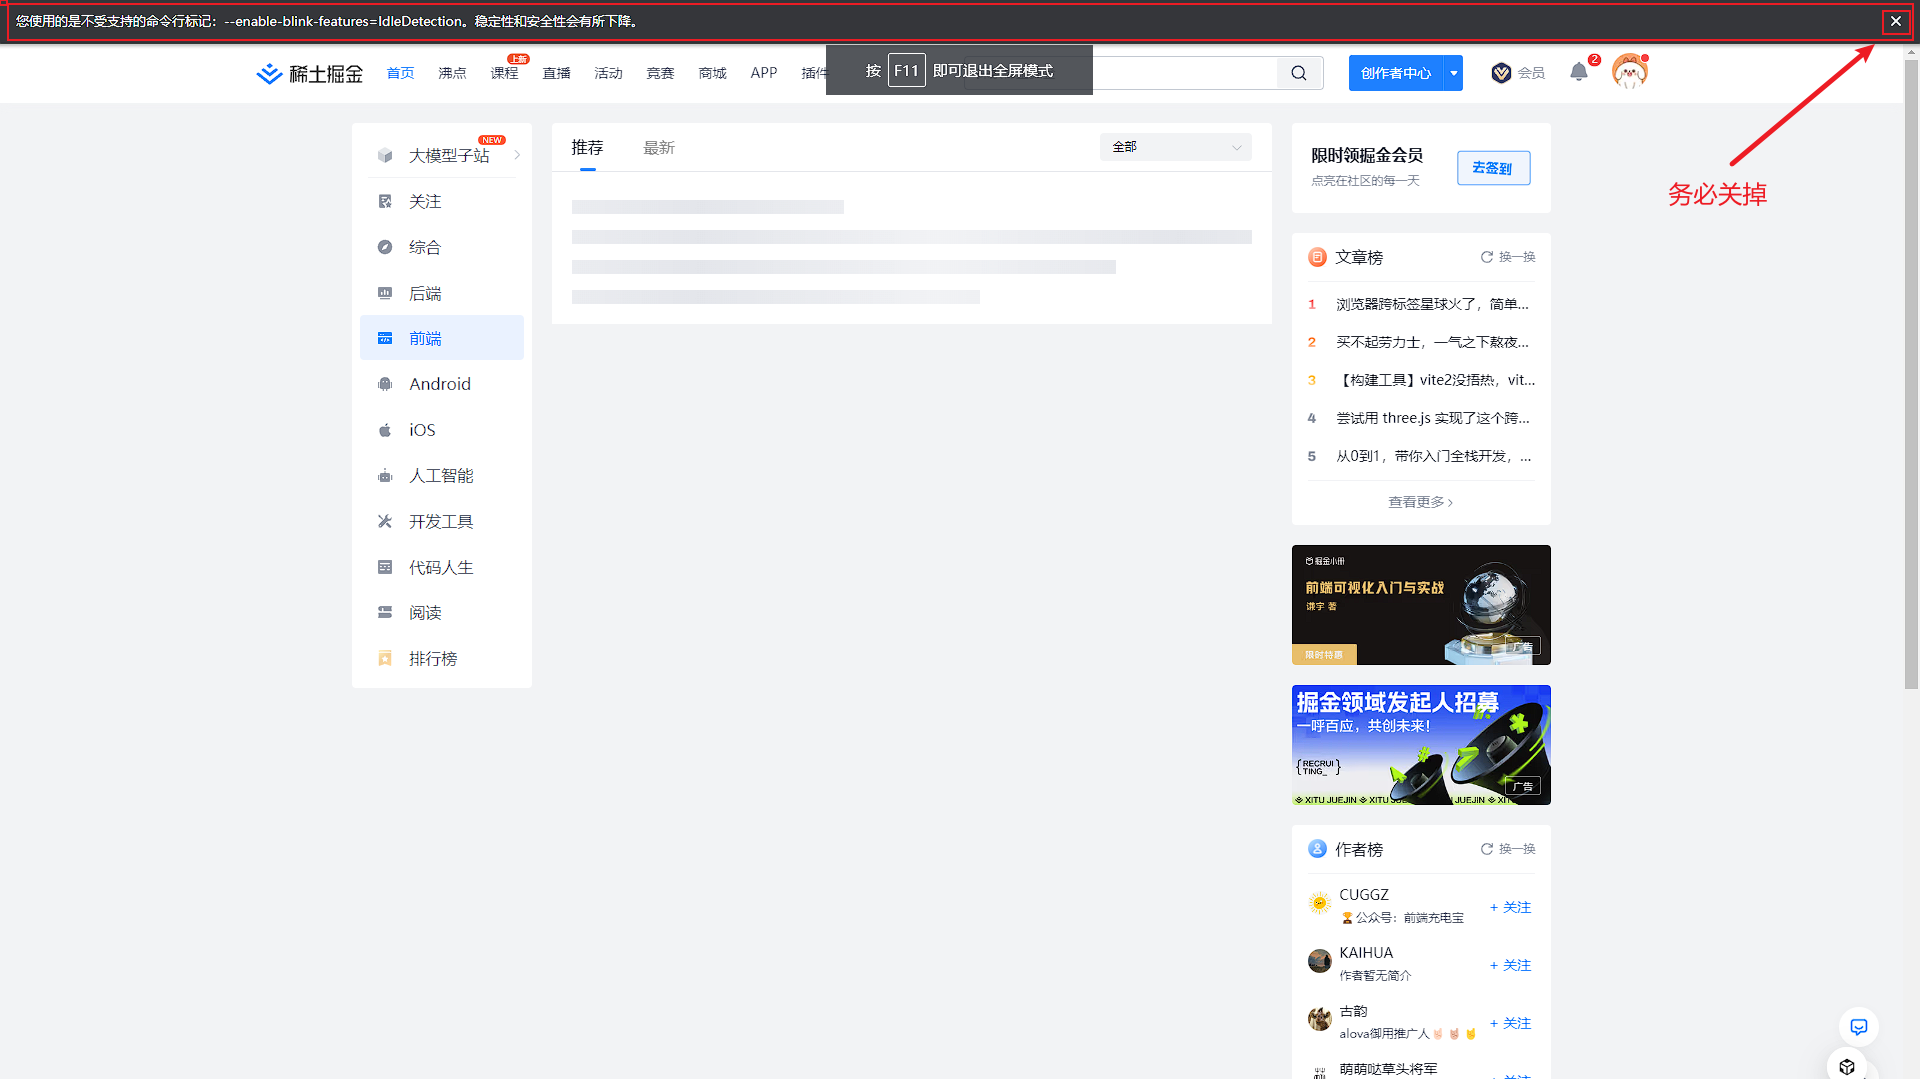 您使用的是不受支持的命令行标记：--enable-blink-features=IdleDetection。稳定性和安全性会有所下降。
稀土掘金
首页
沸点
课程
上新
直播
活动
竞赛
商城
APP
插件
按 F11 即可退出全屏模式
创作者中心
会员
2
务必关掉
大模型子站
NEW
关注
综合
后端
前端
Android
iOS
人工智能
开发工具
代码人生
阅读
排行榜
推荐
最新
全部
限时领掘金会员
点亮在社区的每一天
去签到
文章榜
换一换
1 浏览器跨标签星球火了，简单...
2 买不起劳力士，一气之下熬夜...
3 【构建工具】vite2没捂热，vit...
4 尝试用 three.js 实现了这个跨...
5 从0到1，带你入门全栈开发，...
查看更多
掘金小册
前端可视化入门与实战
谦宇 著
限时特惠
广告
掘金领域发起人招募
一呼百应，共创未来！
{RECRUI
TING_ }
XITU JUEJIN XITU JUEJIN XITU
广告
作者榜
换一换
CUGGZ
公众号：前端充电宝
+ 关注
KAIHUA
作者暂无简介
+ 关注
古韵
alova御用推广人
+ 关注
萌萌哒草头将军